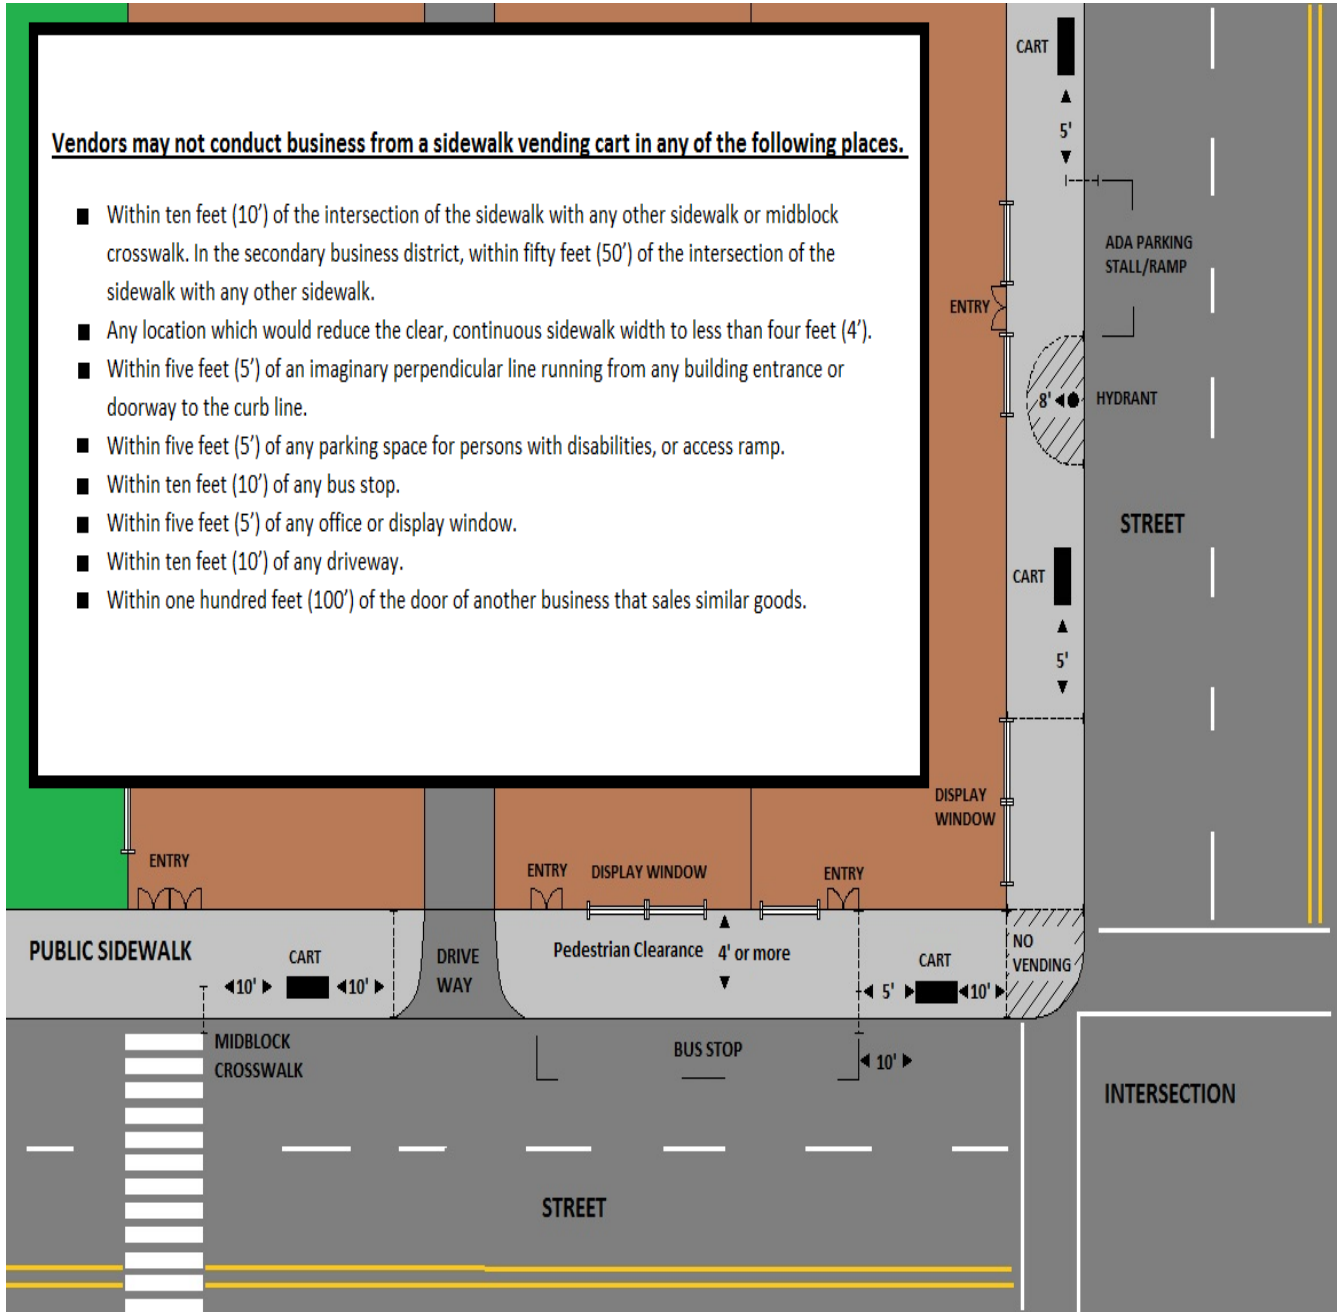 Vendors may not conduct business from a sidewalk vending cart in any of the following places.
■ Within ten feet (10') of the intersection of the sidewalk with any other sidewalk or midblock
crosswalk. In the secondary business district, within fifty feet (50') of the intersection of the
sidewalk with any other sidewalk.
■ Any location which would reduce the clear, continuous sidewalk width to less than four feet (4').
■ Within five feet (5') of an imaginary perpendicular line running from any building entrance or
doorway to the curb line.
■ Within five feet (5') of any parking space for persons with disabilities, or access ramp.
■ Within ten feet (10') of any bus stop.
■ Within five feet (5') of any office or display window.
■ Within ten feet (10') of any driveway.
■ Within one hundred feet (100') of the door of another business that sales similar goods.
CART
5'
ADA PARKING
STALL/RAMP
ENTRY
8'
HYDRANT
STREET
CART
5'
DISPLAY
WINDOW
ENTRY
ENTRY
DISPLAY WINDOW
ENTRY
PUBLIC SIDEWALK
CART
10'
10'
DRIVE
WAY
Pedestrian Clearance
4' or more
CART
5'
10'
NO
VENDING
MIDBLOCK
CROSSWALK
BUS STOP
10'
INTERSECTION
STREET